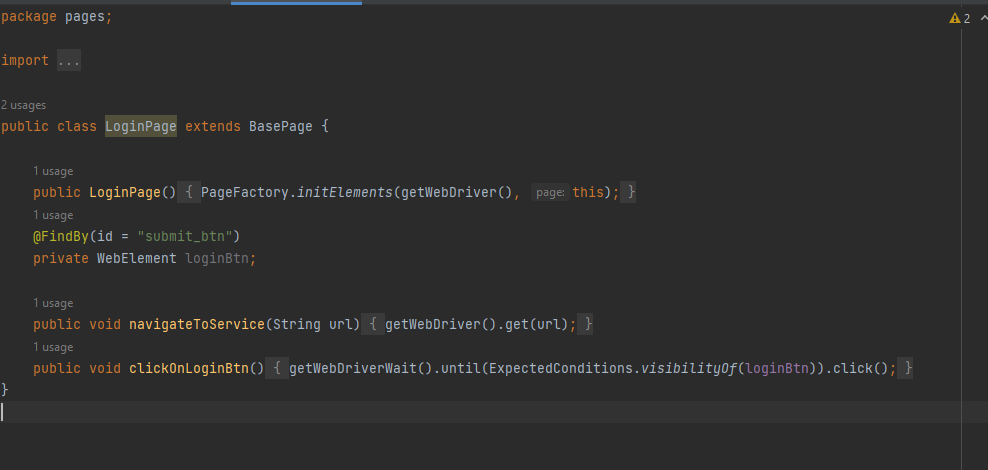 package pages;
2
import ...
2 usages
public class LoginPage extends BasePage {
1 usage
public LoginPage() { PageFactory.initElements(getWebDriver(), page: this); }
1 usage
@FindBy(id = "submit_btn")
private WebElement loginBtn;
1 usage
public void navigateToService(String url) { getWebDriver().get(url); }
1 usage
public void clickOnLoginBtn() { getWebDriverWait().until(ExpectedConditions.visibilityOf(loginBtn)).click(); }
}